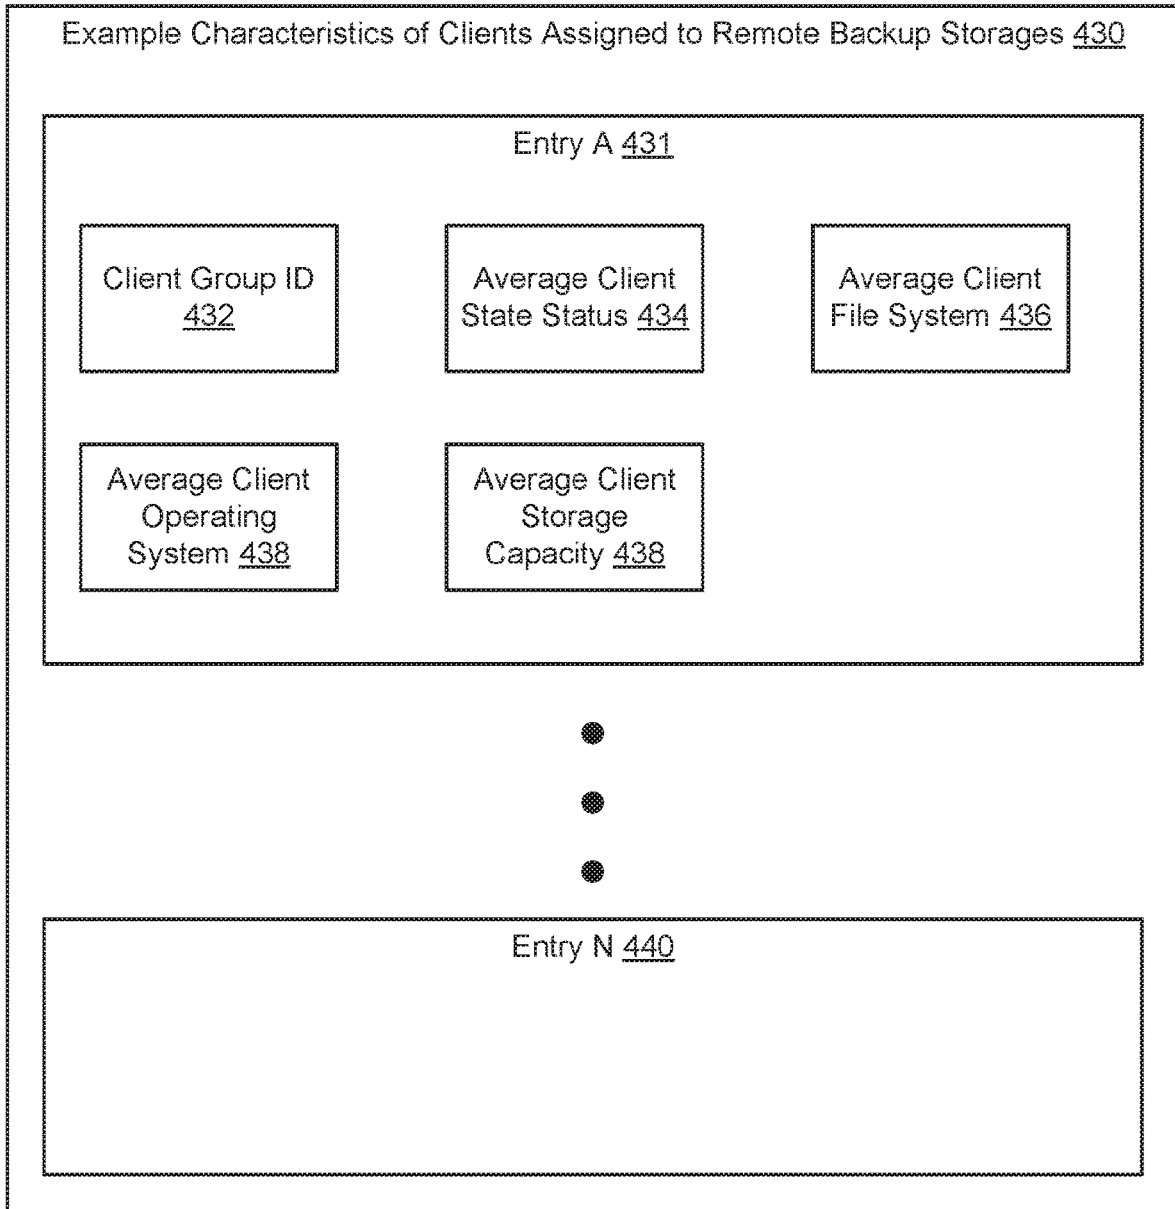 Example Characteristics of Clients Assigned to Remote Backup Storages 430
Entry A 431
Client Group ID
432
Average Client
State Status 434
Average Client
File System 436
Average Client
Operating
System 438
Average Client
Storage
Capacity 438
Entry N 440